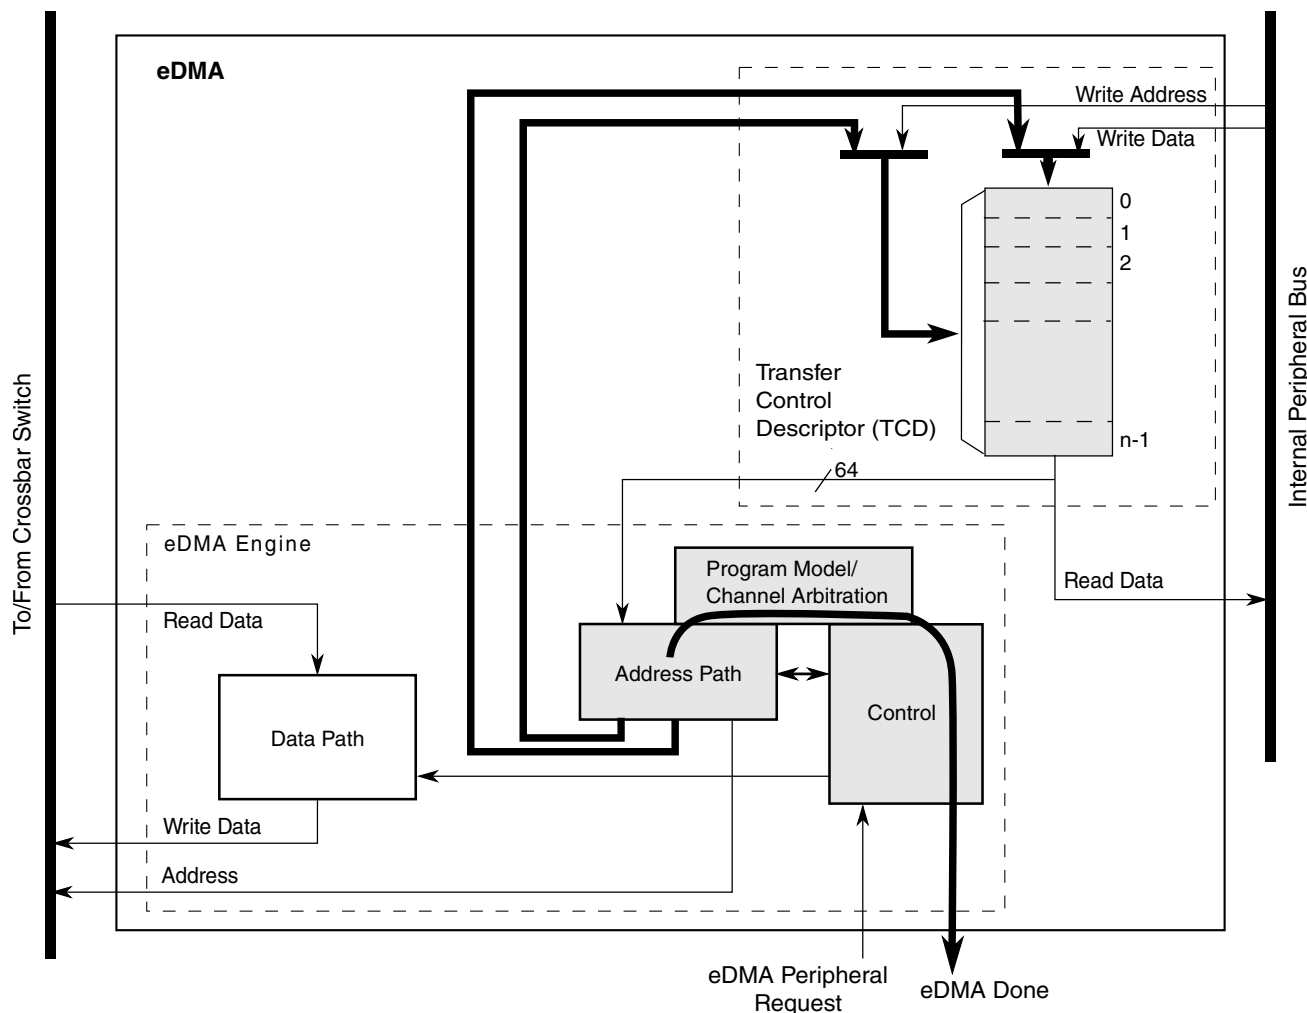 eDMA
Write Address
Write Data
0
1
2
n-1
Transfer
Control
Descriptor (TCD)
64
To/From Crossbar Switch
Internal Peripheral Bus
eDMA Engine
Program Model/
Channel Arbitration
Read Data
Read Data
Address Path
Control
Data Path
Write Data
Address
eDMA Peripheral
Request
eDMA Done